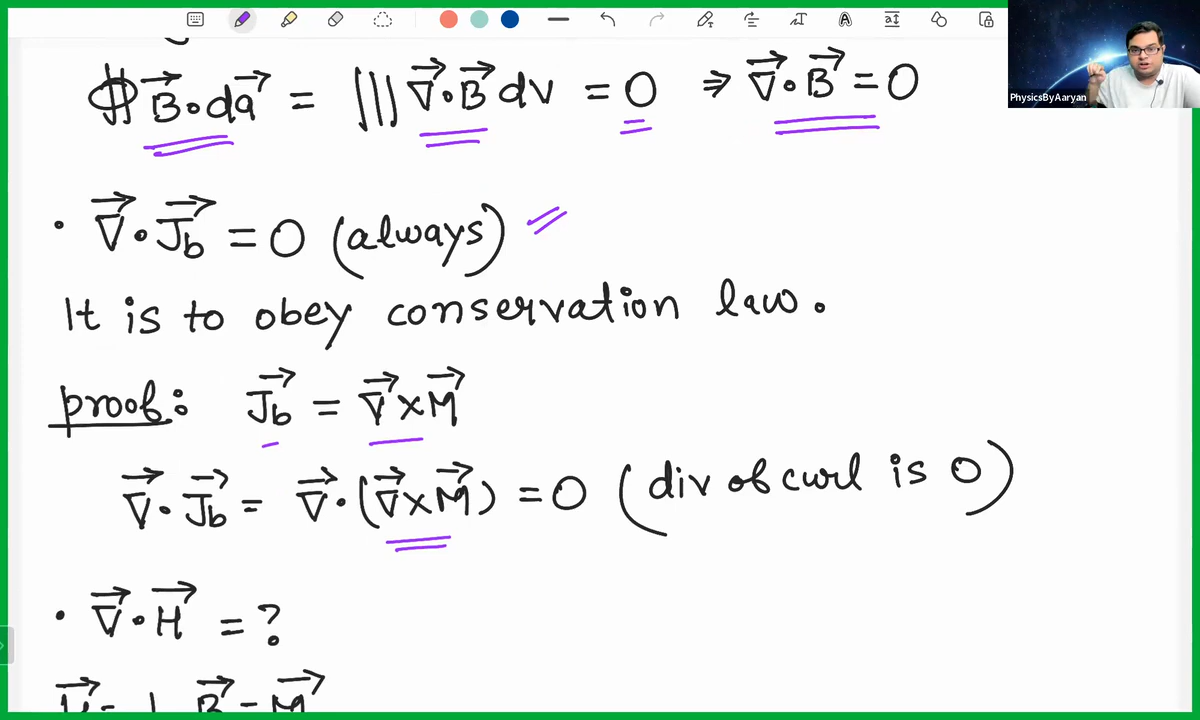 PhysicsByAaryan
∯ B⃗·da⃗ = ∭ ∇⃗·B⃗ dv = 0 ⇒ ∇⃗·B⃗ = 0
· ∇⃗·J⃗b = 0 (always)
It is to obey conservation law.
proof: J⃗b = ∇⃗×M⃗
∇⃗·J⃗b = ∇⃗·(∇⃗×M⃗) = 0 (div of curl is 0)
· ∇⃗·H⃗ = ?